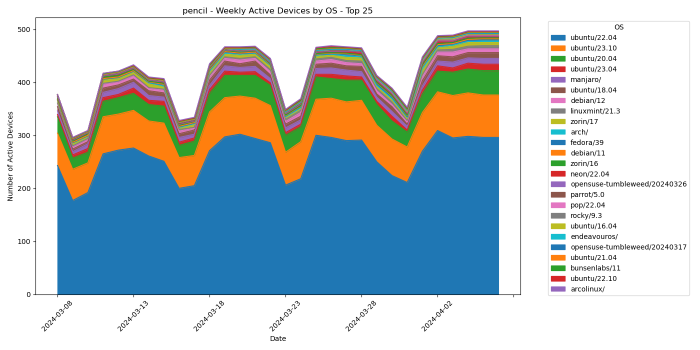 pencil - Weekly Active Devices by OS - Top 25
Number of Active Devices
500
400
300
200
100
0
2024-03-08
2024-03-13
2024-03-18
2024-03-23
2024-03-28
2024-04-02
Date
OS
ubuntu/22.04
ubuntu/23.10
ubuntu/20.04
ubuntu/23.04
manjaro/
ubuntu/18.04
debian/12
linuxmint/21.3
zorin/17
arch/
fedora/39
debian/11
zorin/16
neon/22.04
opensuse-tumbleweed/20240326
parrot/5.0
pop/22.04
rocky/9.3
ubuntu/16.04
endeavouros/
opensuse-tumbleweed/20240317
ubuntu/21.04
bunsenlabs/11
ubuntu/22.10
arcolinux/